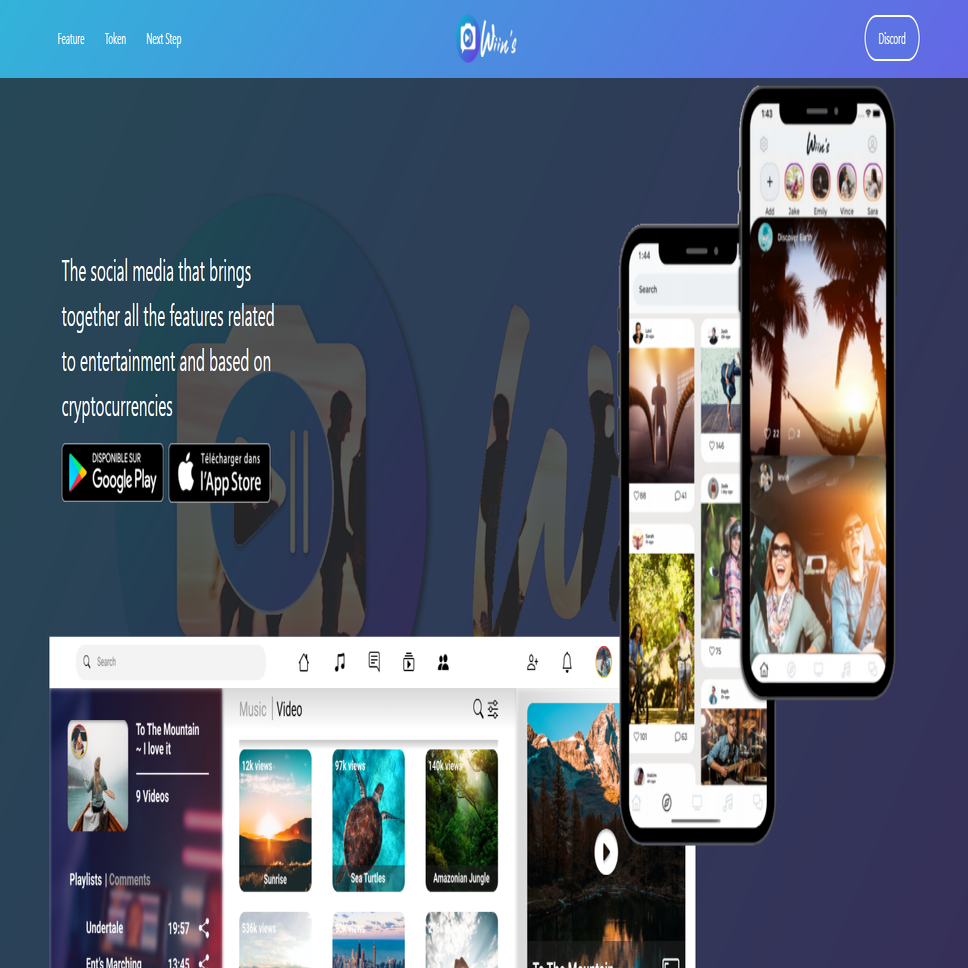 Feature
Token
Next Step
Wiin's
Discord
The social media that brings
together all the features related
to entertainment and based on
cryptocurrencies
DISPONIBLE SUR
Google Play
Télécharger dans
l'App Store
1:43
Wiin's
Add
Jake
Emily
Vince
Sara
Discover Earth
22
2
1:44
Search
88
41
146
Sarah
101
63
75
Search
To The Mountain
~ I love it
9 Videos
Playlists | Comments
Undertale
19:57
Ent's Marching
13:45
Music | Video
12k views
Sunrise
97k views
Sea Turtles
140k views
Amazonian Jungle
536k views
To The Mountain